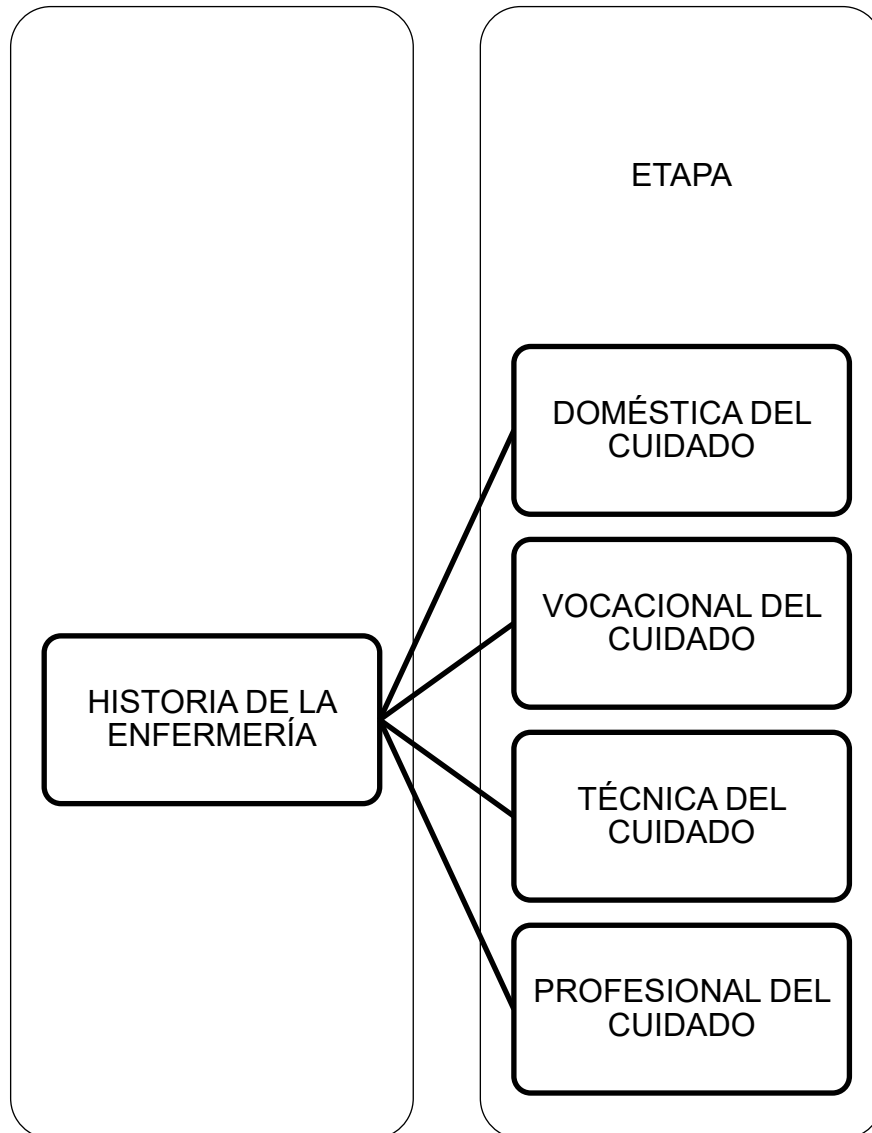 ETAPA
DOMÉSTICA DEL
CUIDADO
VOCACIONAL DEL
CUIDADO
HISTORIA DE LA
ENFERMERÍA
TÉCNICA DEL
CUIDADO
PROFESIONAL DEL
CUIDADO